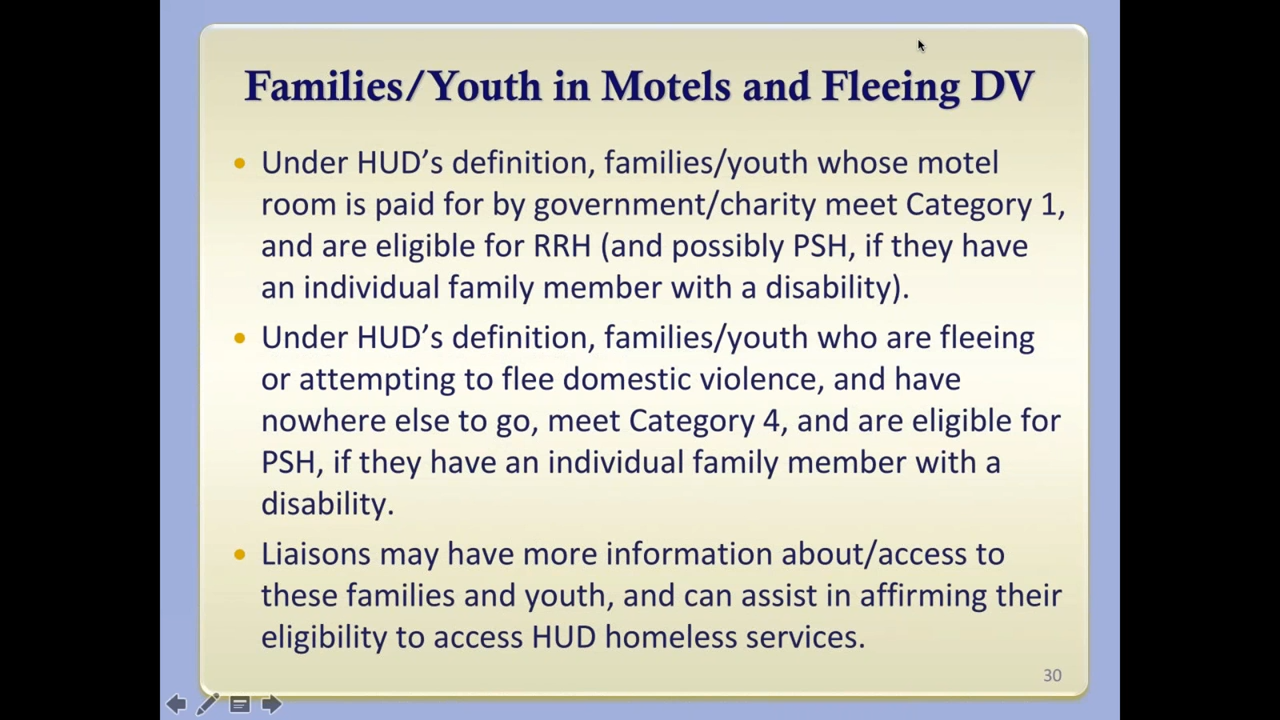 Families/Youth in Motels and Fleeing DV
• Under HUD’s definition, families/youth whose motel
room is paid for by government/charity meet Category 1,
and are eligible for RRH (and possibly PSH, if they have
an individual family member with a disability).
• Under HUD’s definition, families/youth who are fleeing
or attempting to flee domestic violence, and have
nowhere else to go, meet Category 4, and are eligible for
PSH, if they have an individual family member with a
disability.
• Liaisons may have more information about/access to
these families and youth, and can assist in affirming their
eligibility to access HUD homeless services.
30